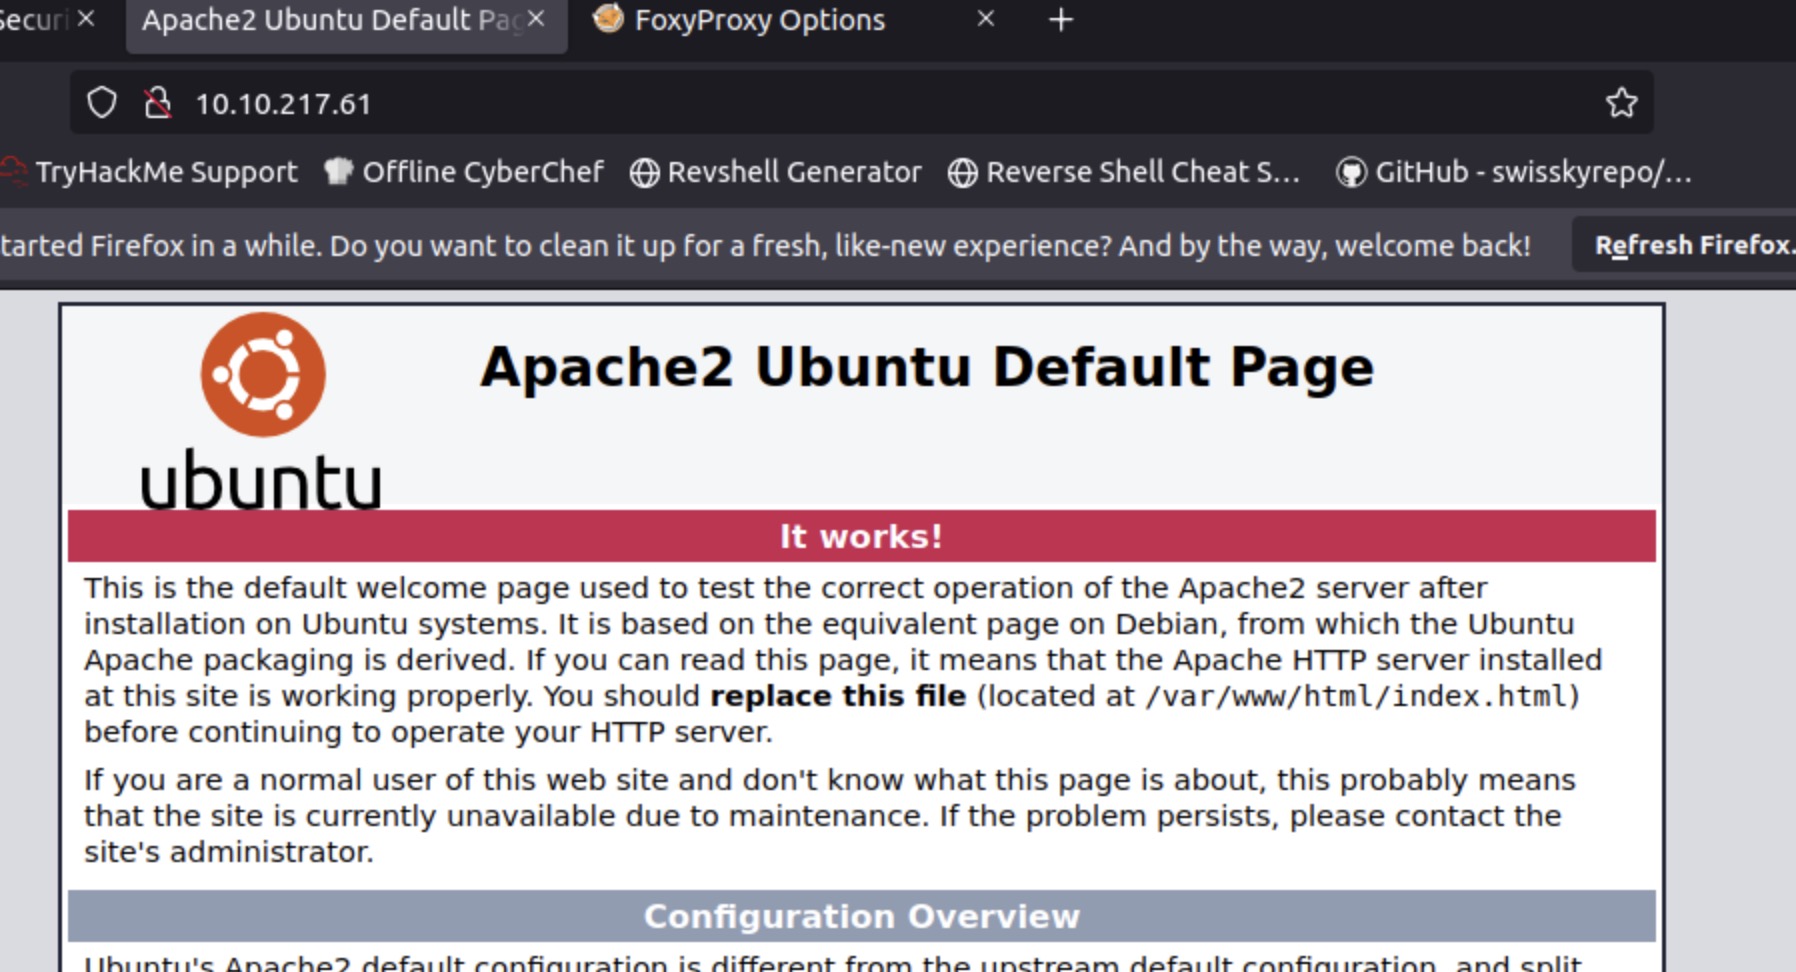 Apache2 Ubuntu Default Pag
FoxyProxy Options
10.10.217.61
TryHackMe Support Offline CyberChef Revshell Generator Reverse Shell Cheat S... GitHub - swisskyrepo/...
tarted Firefox in a while. Do you want to clean it up for a fresh, like-new experience? And by the way, welcome back! Refresh Firefox.
ubuntu
Apache2 Ubuntu Default Page
It works!
This is the default welcome page used to test the correct operation of the Apache2 server after
installation on Ubuntu systems. It is based on the equivalent page on Debian, from which the Ubuntu
Apache packaging is derived. If you can read this page, it means that the Apache HTTP server installed
at this site is working properly. You should replace this file (located at /var/www/html/index.html)
before continuing to operate your HTTP server.
If you are a normal user of this web site and don't know what this page is about, this probably means
that the site is currently unavailable due to maintenance. If the problem persists, please contact the
site's administrator.
Configuration Overview
Ubuntu's Apache2 default configuration is different from the upstream default configuration, and split